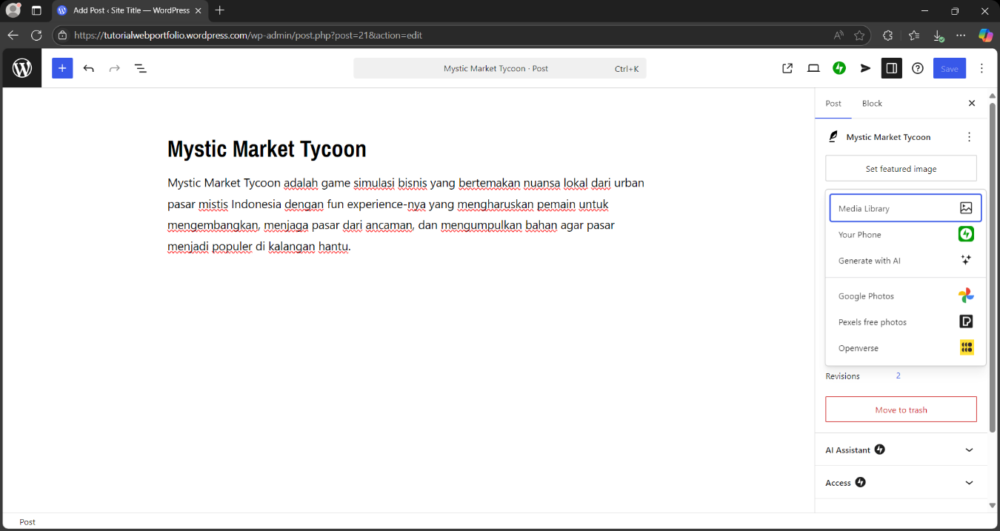 Add Post ‹ Site Title — WordPress
https://tutorialwebportfolio.wordpress.com/wp-admin/post.php?post=21&action=edit
Mystic Market Tycoon · Post Ctrl+K
Save
Post Block
Mystic Market Tycoon
Set featured image
Media Library
Your Phone
Generate with AI
Google Photos
Pexels free photos
Openverse
Revisions 2
Move to trash
AI Assistant
Access
Mystic Market Tycoon
Mystic Market Tycoon adalah game simulasi bisnis yang bertemakan nuansa lokal dari urban
pasar mistis Indonesia dengan fun experience-nya yang mengharuskan pemain untuk
mengembangkan, menjaga pasar dari ancaman, dan mengumpulkan bahan agar pasar
menjadi populer di kalangan hantu.
Post